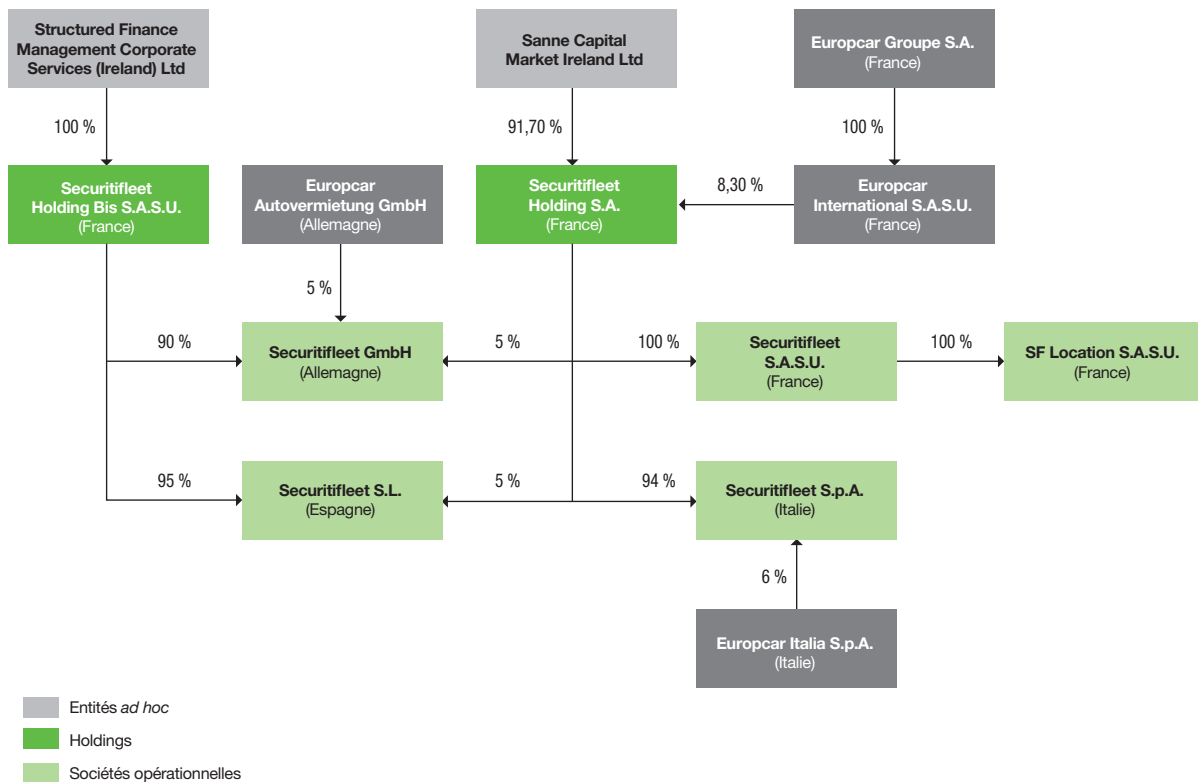 Structured Finance
Management Corporate
Services (Ireland) Ltd
Sanne Capital
Market Ireland Ltd
Europcar Groupe S.A.
(France)
100 %
91,70 %
100 %
Securitifleet
Holding Bis S.A.S.U.
(France)
Europcar
Autovermietung GmbH
(Allemagne)
Securitifleet
Holding S.A.
(France)
8,30 %
Europcar
International S.A.S.U.
(France)
5 %
90 %
Securitifleet GmbH
(Allemagne)
5 %
100 %
Securitifleet
S.A.S.U.
(France)
100 %
SF Location S.A.S.U.
(France)
95 %
Securitifleet S.L.
(Espagne)
5 %
94 %
Securitifleet S.p.A.
(Italie)
6 %
Europcar Italia S.p.A.
(Italie)
Entités ad hoc
Holdings
Sociétés opérationnelles